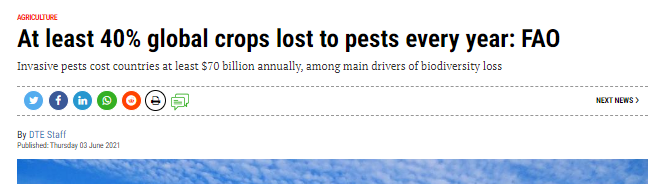 AGRICULTURE
At least 40% global crops lost to pests every year: FAO
Invasive pests cost countries at least $70 billion annually, among main drivers of biodiversity loss
NEXT NEWS >
By DTE Staff
Published: Thursday 03 June 2021